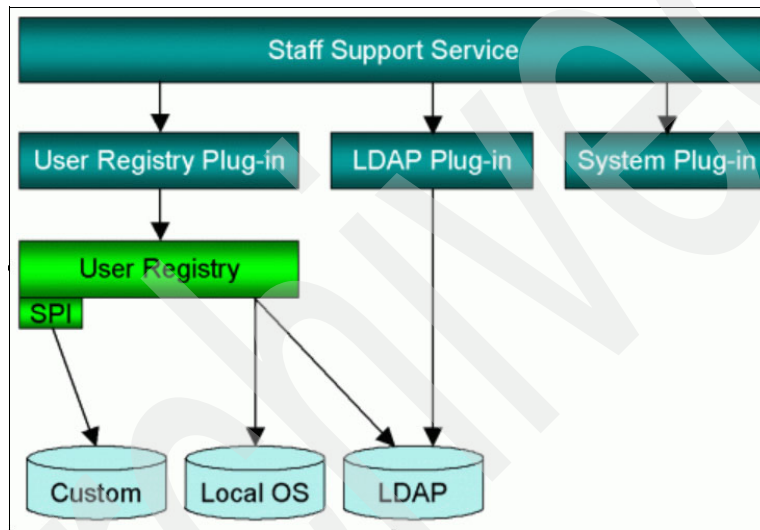 Staff Support Service
User Registry Plug-in
LDAP Plug-in
System Plug-in
User Registry
SPI
Custom
Local OS
LDAP